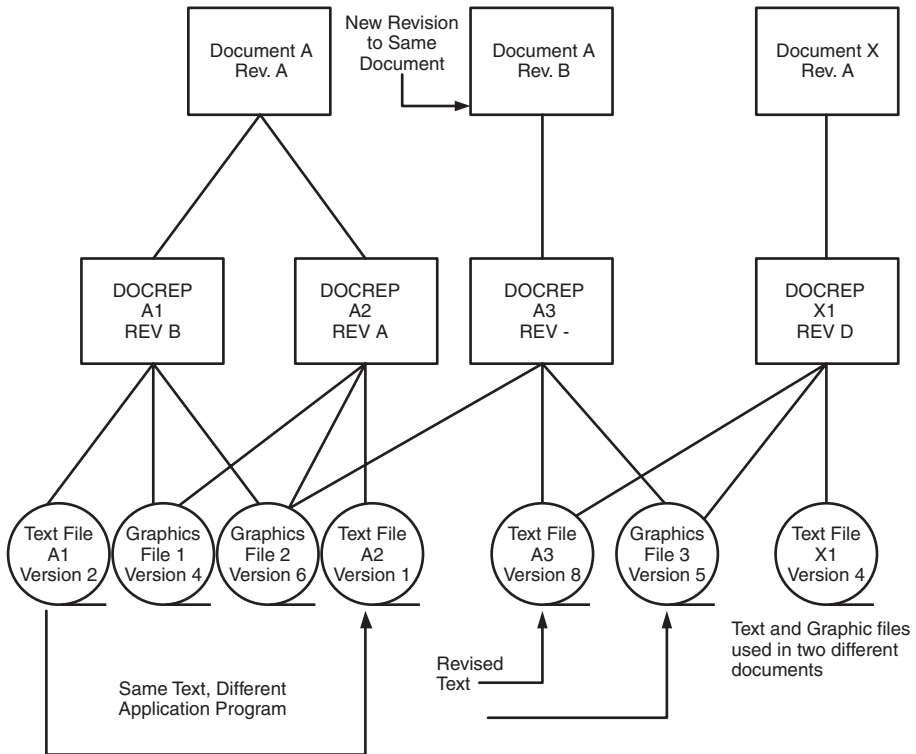 Document A
Rev. A
New Revision
to Same
Document
Document A
Rev. B
Document X
Rev. A
DOCREP
A1
REV B
DOCREP
A2
REV A
DOCREP
A3
REV -
DOCREP
X1
REV D
Text File
A1
Version 2
Graphics
File 1
Version 4
Graphics
File 2
Version 6
Text File
A2
Version 1
Text File
A3
Version 8
Graphics
File 3
Version 5
Text File
X1
Version 4
Same Text, Different
Application Program
Revised
Text
Text and Graphic files
used in two different
documents